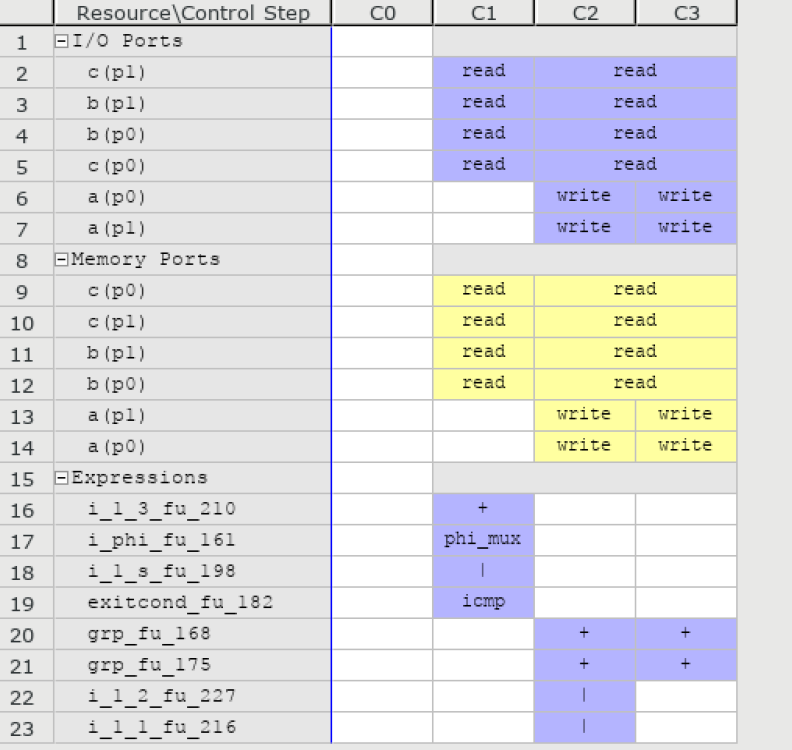 Resource\Control Step C0 C1 C2 C3
1 I/O Ports
2 c(p1) read read
3 b(p1) read read
4 b(p0) read read
5 c(p0) read read
6 a(p0) write write
7 a(p1) write write
8 Memory Ports
9 c(p0) read read
10 c(p1) read read
11 b(p1) read read
12 b(p0) read read
13 a(p1) write write
14 a(p0) write write
15 Expressions
16 i_1_3_fu_210 +
17 i_phi_fu_161 phi_mux
18 i_1_s_fu_198 |
19 exitcond_fu_182 icmp
20 grp_fu_168 + +
21 grp_fu_175 + +
22 i_1_2_fu_227 |
23 i_1_1_fu_216 |